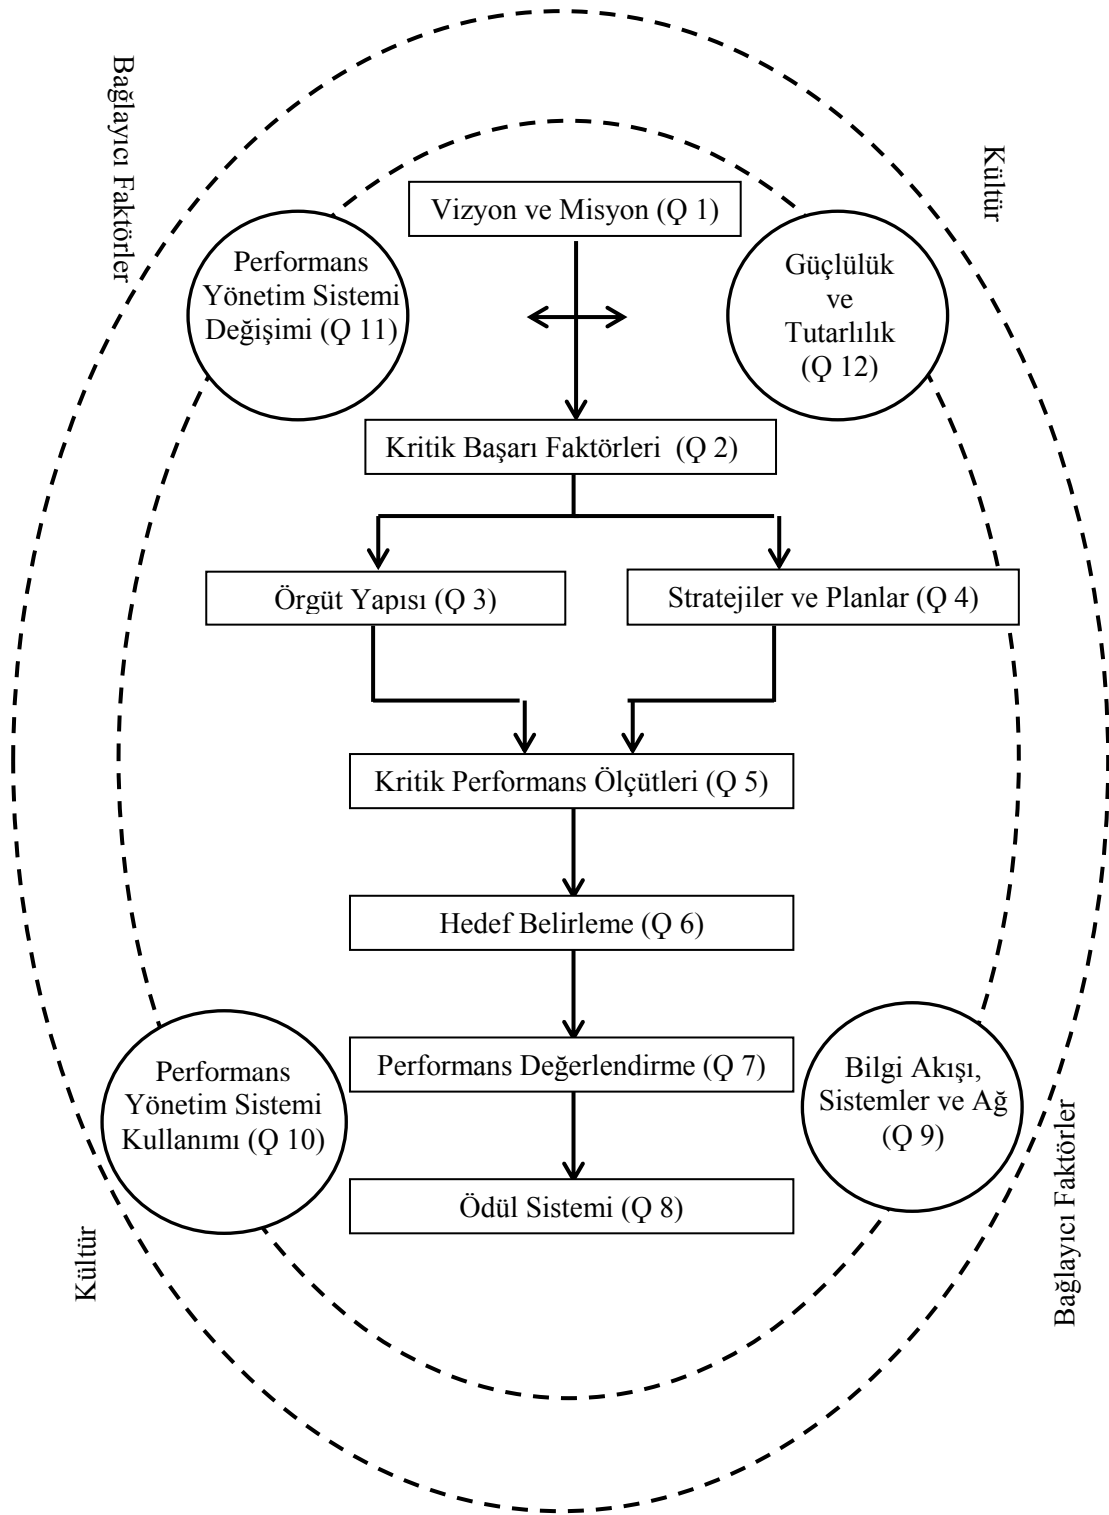 Bağlayıcı Faktörler
Kültür
Vizyon ve Misyon (Q 1)
Performans
Yönetim Sistemi
Değişimi (Q 11)
Güçlülük
ve
Tutarlılık
(Q 12)
Kritik Başarı Faktörleri (Q 2)
Örgüt Yapısı (Q 3)
Stratejiler ve Planlar (Q 4)
Kritik Performans Ölçütleri (Q 5)
Hedef Belirleme (Q 6)
Performans Değerlendirme (Q 7)
Performans
Yönetim Sistemi
Kullanımı (Q 10)
Bilgi Akışı,
Sistemler ve Ağ
(Q 9)
Ödül Sistemi (Q 8)
Kültür
Bağlayıcı Faktörler